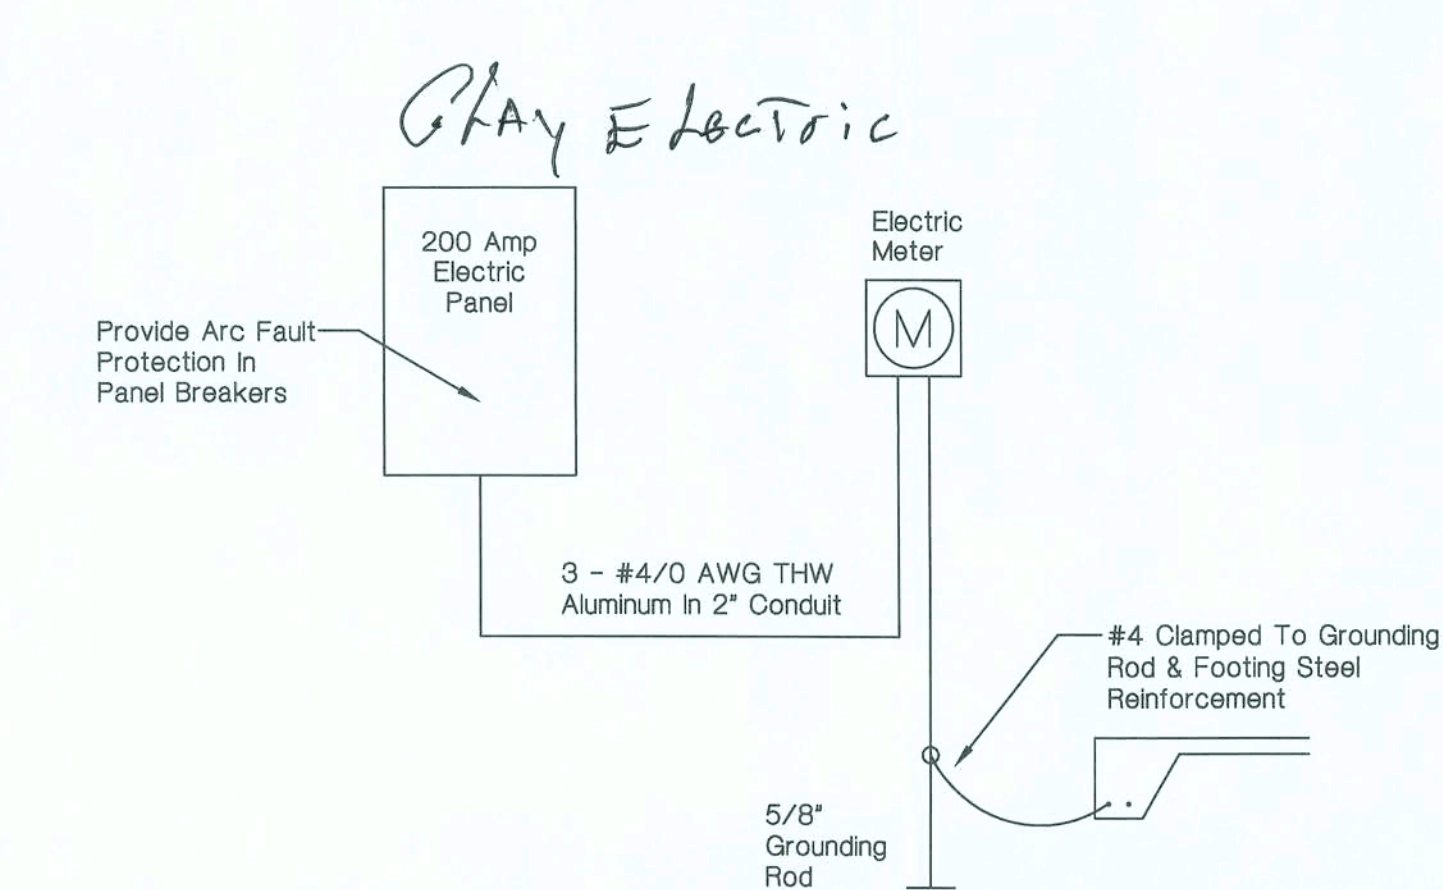 CLAY ELectric
200 Amp
Electric
Panel
Electric
Meter
M
Provide Arc Fault
Protection In
Panel Breakers
3 - #4/0 AWG THW
Aluminum In 2" Conduit
#4 Clamped To Grounding
Rod & Footing Steel
Reinforcement
5/8"
Grounding
Rod